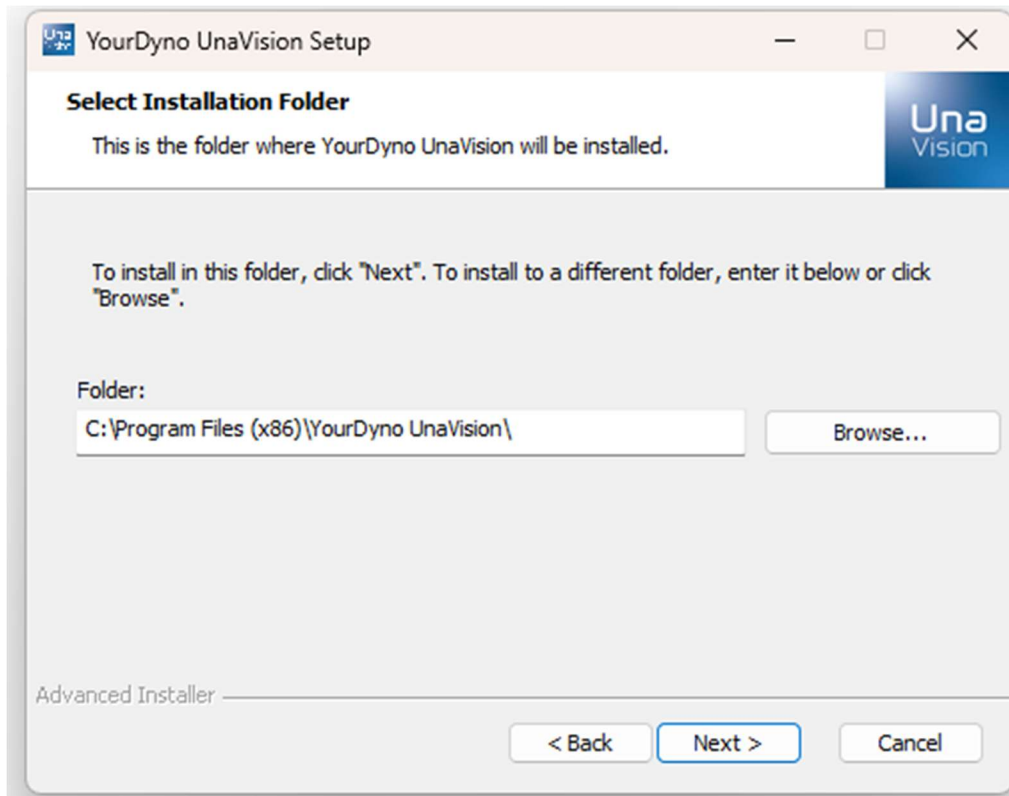 YourDyno UnaVision Setup
Select Installation Folder
This is the folder where YourDyno UnaVision will be installed.
Una
Vision
To install in this folder, click "Next". To install to a different folder, enter it below or click
"Browse".
Folder:
C:\Program Files (x86)\YourDyno UnaVision\
Browse...
Advanced Installer
< Back
Next >
Cancel